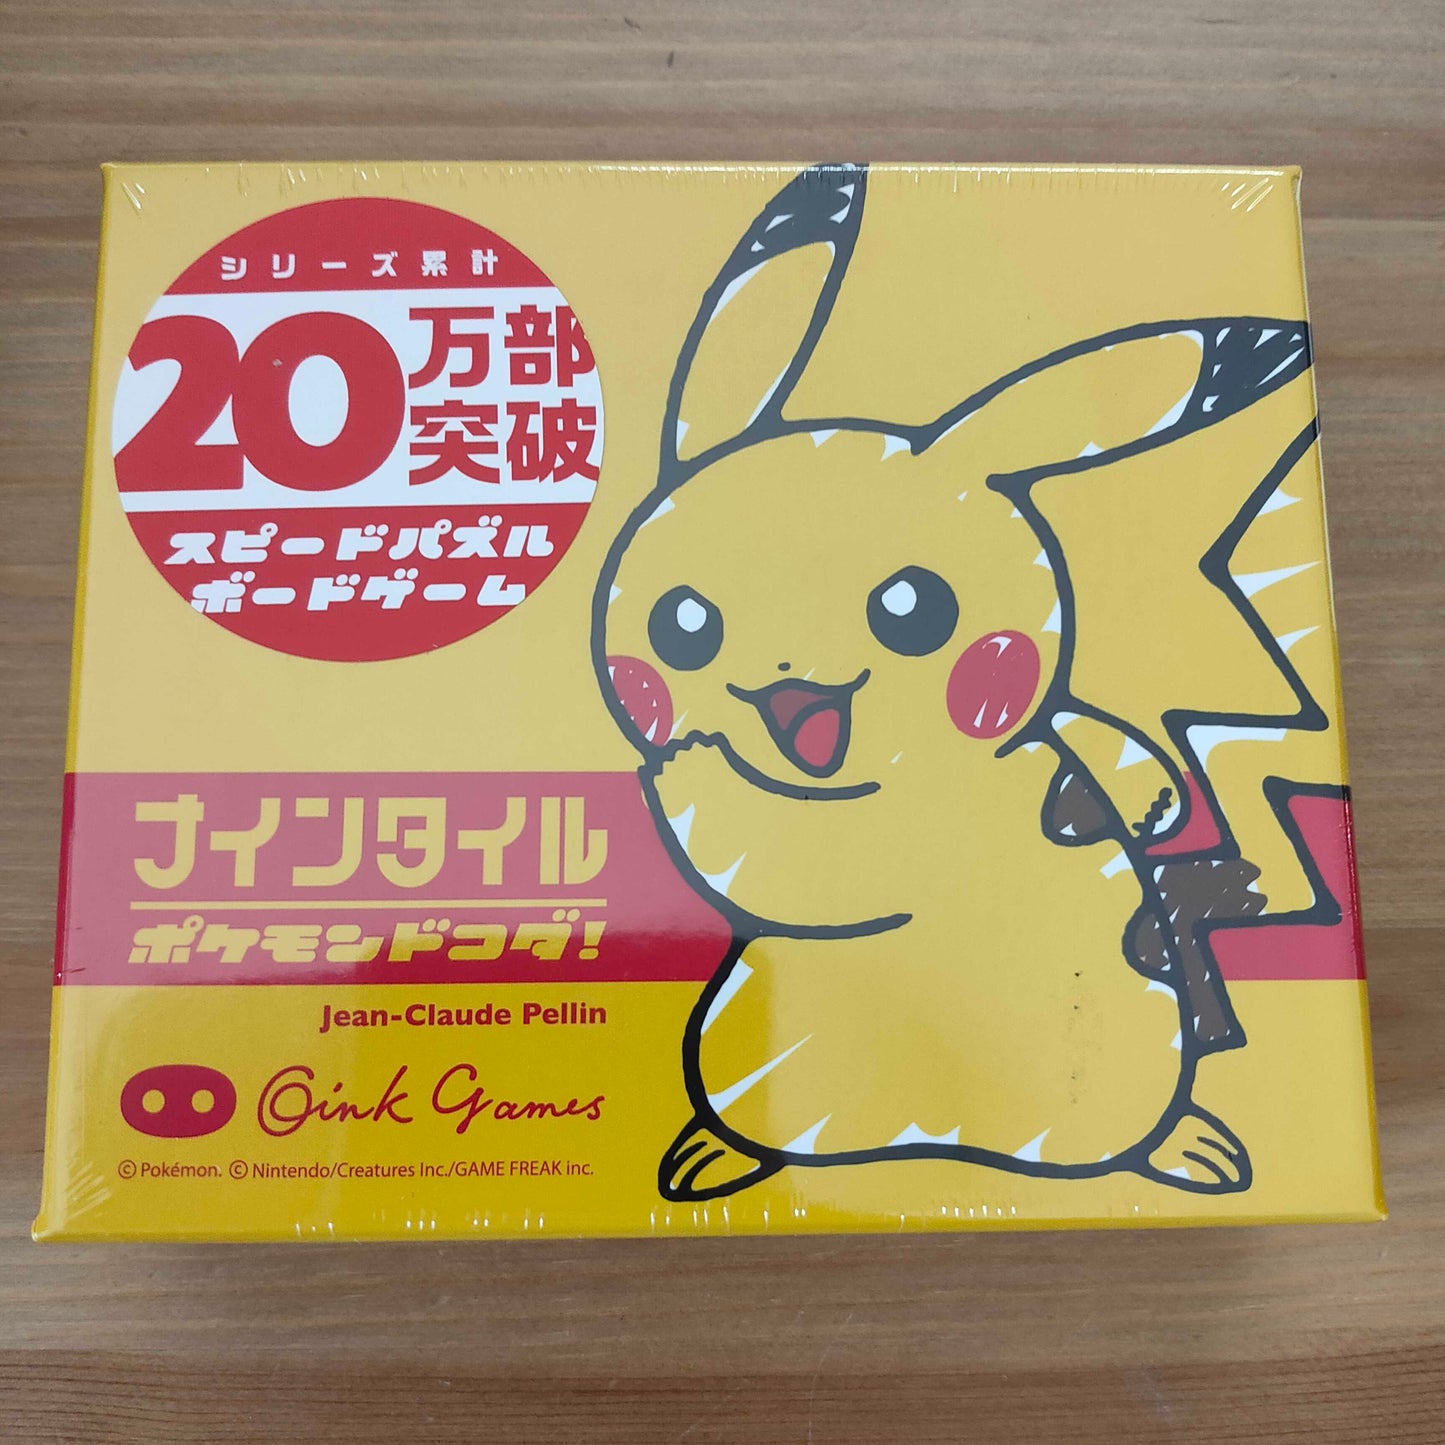 シリーズ累計
20万部
突破
スピードパズル
ボードゲーム
ナインタイル
ポケモンドコダ!
Jean-Claude Pellin
Oink Games
©Pokémon. ©Nintendo/Creatures Inc./GAME FREAK inc.